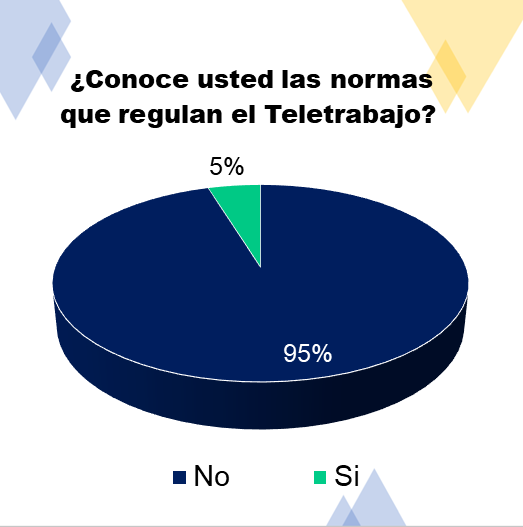 ¿Conoce usted las normas
que regulan el Teletrabajo?
5%
95%
No
Si